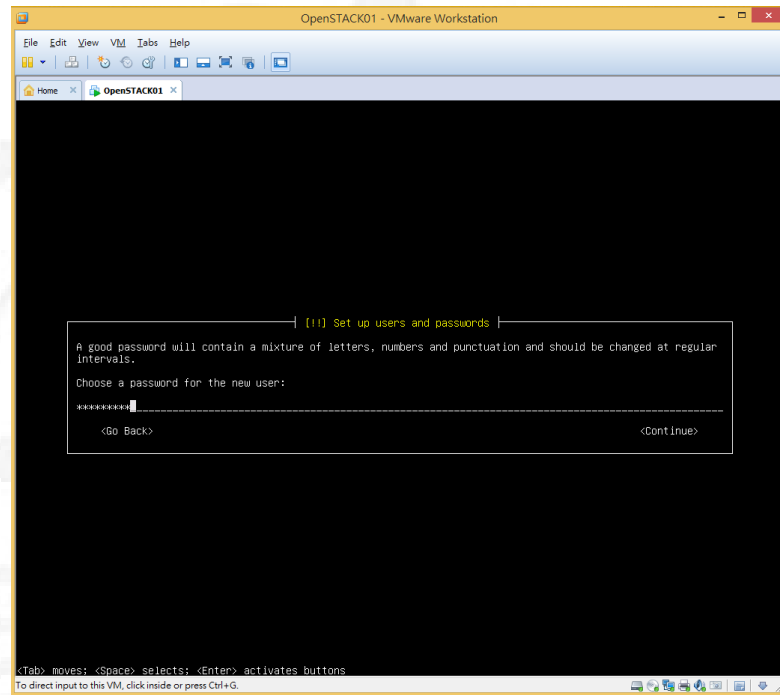 OpenSTACK01 - VMware Workstation
File Edit View VM Tabs Help
Home OpenSTACK01
[!!] Set up users and passwords
A good password will contain a mixture of letters, numbers and punctuation and should be changed at regular
intervals.
Choose a password for the new user:
*********
<Go Back> <Continue>
<Tab> moves; <Space> selects; <Enter> activates buttons
To direct input to this VM, click inside or press Ctrl+G.